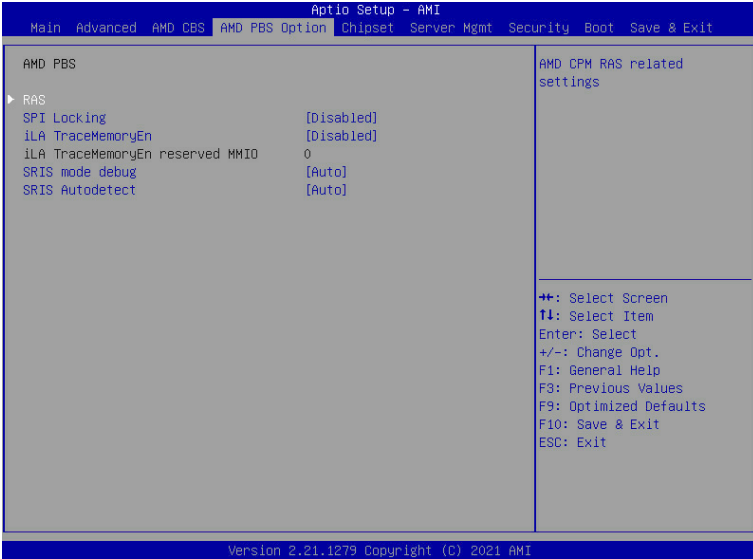 Aptio Setup – AMI
Main Advanced AMD CBS AMD PBS Option Chipset Server Mgmt Security Boot Save & Exit
AMD PBS
RAS
SPI Locking [Disabled]
iLA TraceMemoryEn [Disabled]
iLA TraceMemoryEn reserved MMIO 0
SRIS mode debug [Auto]
SRIS Autodetect [Auto]
AMD CPM RAS related
settings
→←: Select Screen
↑↓: Select Item
Enter: Select
+/-: Change Opt.
F1: General Help
F3: Previous Values
F9: Optimized Defaults
F10: Save & Exit
ESC: Exit
Version 2.21.1279 Copyright (C) 2021 AMI